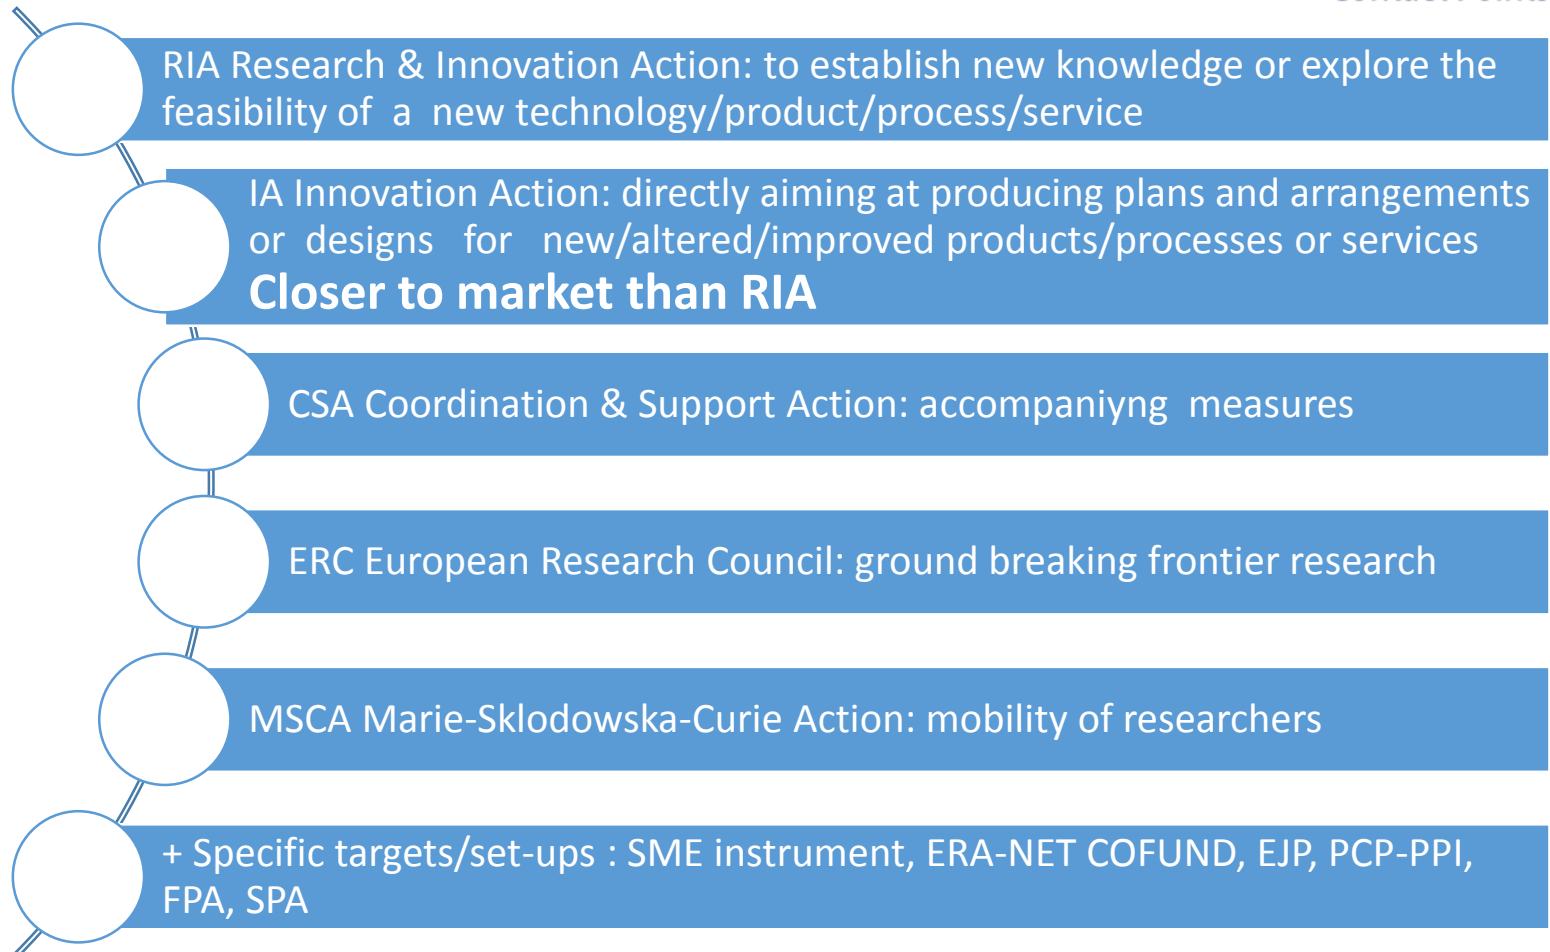 RIA Research & Innovation Action: to establish new knowledge or explore the
feasibility of a new technology/product/process/service
IA Innovation Action: directly aiming at producing plans and arrangements
or designs for new/altered/improved products/processes or services
Closer to market than RIA
CSA Coordination & Support Action: accompaniyng measures
ERC European Research Council: ground breaking frontier research
MSCA Marie-Sklodowska-Curie Action: mobility of researchers
+ Specific targets/set-ups : SME instrument, ERA-NET COFUND, EJP, PCP-PPI,
FPA, SPA